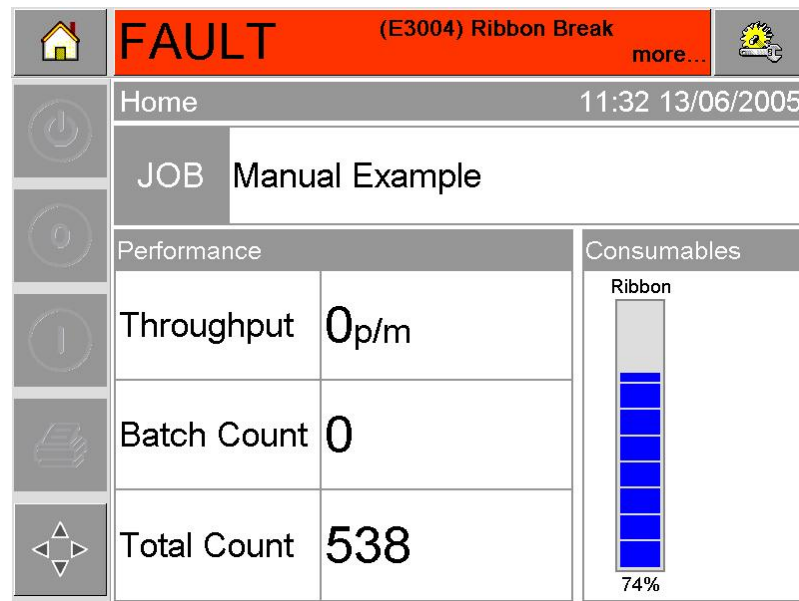 FAULT
(E3004) Ribbon Break
more...
Home 11:32 13/06/2005
JOB Manual Example
Performance
Consumables
Throughput 0p/m
Batch Count 0
Total Count 538
Ribbon
74%